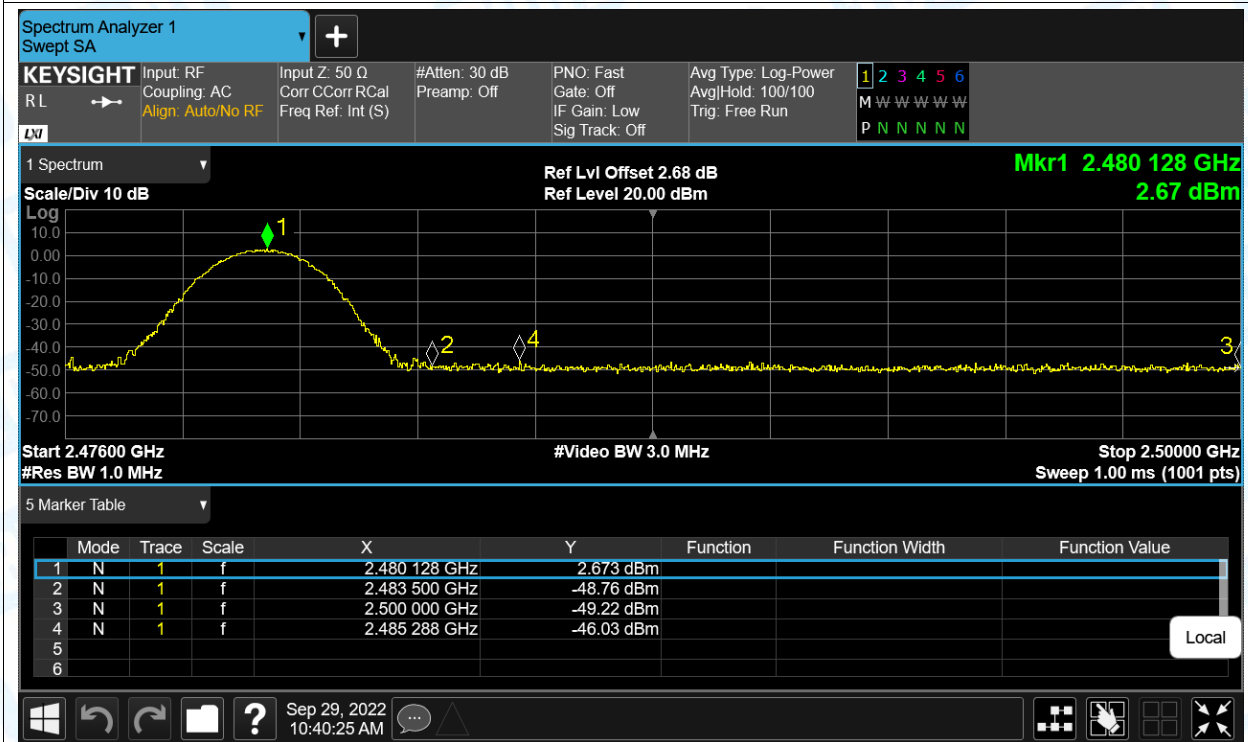 Spectrum Analyzer 1
Swept SA
▼
+
KEYSIGHT
R L
LXI
Input: RF
Coupling: AC
Align: Auto/No RF
Input Z: 50 Ω
Corr CCorr RCal
Freq Ref: Int (S)
#Atten: 30 dB
Preamp: Off
PNO: Fast
Gate: Off
IF Gain: Low
Sig Track: Off
Avg Type: Log-Power
Avg|Hold: 100/100
Trig: Free Run
1 2 3 4 5 6
M W W W W W
P N N N N N
1 Spectrum ▼
Scale/Div 10 dB
Ref Lvl Offset 2.68 dB
Ref Level 20.00 dBm
Mkr1 2.480 128 GHz
2.67 dBm
Log
10.0
0.00
-10.0
-20.0
-30.0
-40.0
-50.0
-60.0
-70.0
1
2
4
3
Start 2.47600 GHz
#Res BW 1.0 MHz
#Video BW 3.0 MHz
Stop 2.50000 GHz
Sweep 1.00 ms (1001 pts)
5 Marker Table ▼
Mode Trace Scale X Y Function Function Width Function Value
1 N 1 f 2.480 128 GHz 2.673 dBm
2 N 1 f 2.483 500 GHz -48.76 dBm
3 N 1 f 2.500 000 GHz -49.22 dBm
4 N 1 f 2.485 288 GHz -46.03 dBm
5
6
Local
?
Sep 29, 2022
10:40:25 AM